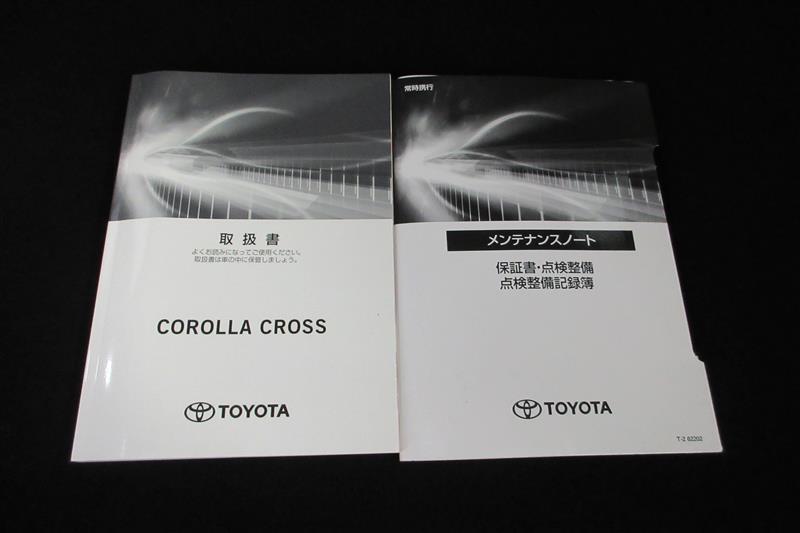 取扱書
よくお読みになってご使用ください。
取扱書は車の中に保管しましょう。
COROLLA CROSS
TOYOTA
常時携行
メンテナンスノート
保証書・点検整備
点検整備記録簿
TOYOTA
T-2 82202